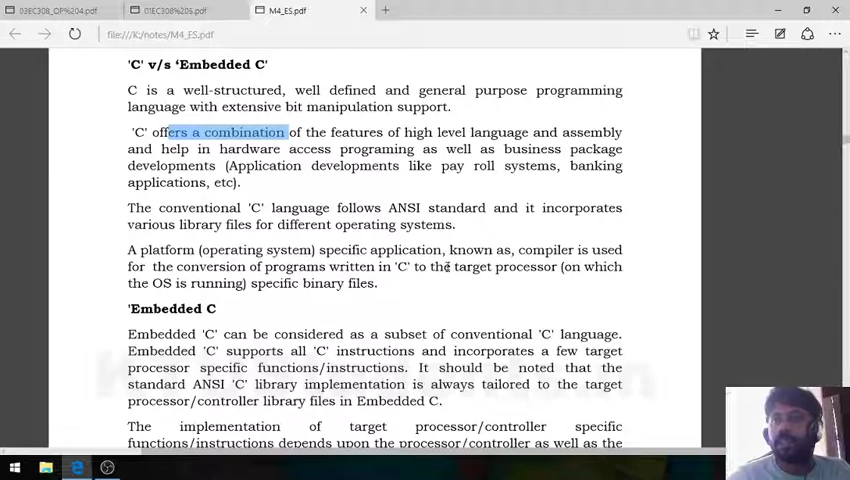 03EC308_QP%204.pdf
01EC308%20S.pdf
M4_ES.pdf
file:///K:/notes/M4_ES.pdf
'C' v/s 'Embedded C'
C is a well-structured, well defined and general purpose programming
language with extensive bit manipulation support.
'C' offers a combination of the features of high level language and assembly
and help in hardware access programing as well as business package
developments (Application developments like pay roll systems, banking
applications, etc).
The conventional 'C' language follows ANSI standard and it incorporates
various library files for different operating systems.
A platform (operating system) specific application, known as, compiler is used
for the conversion of programs written in 'C' to the target processor (on which
the OS is running) specific binary files.
'Embedded C
Embedded 'C' can be considered as a subset of conventional 'C' language.
Embedded 'C' supports all 'C' instructions and incorporates a few target
processor specific functions/instructions. It should be noted that the
standard ANSI 'C' library implementation is always tailored to the target
processor/controller library files in Embedded C.
The implementation of target processor/controller specific
functions/instructions depends upon the processor/controller as well as the